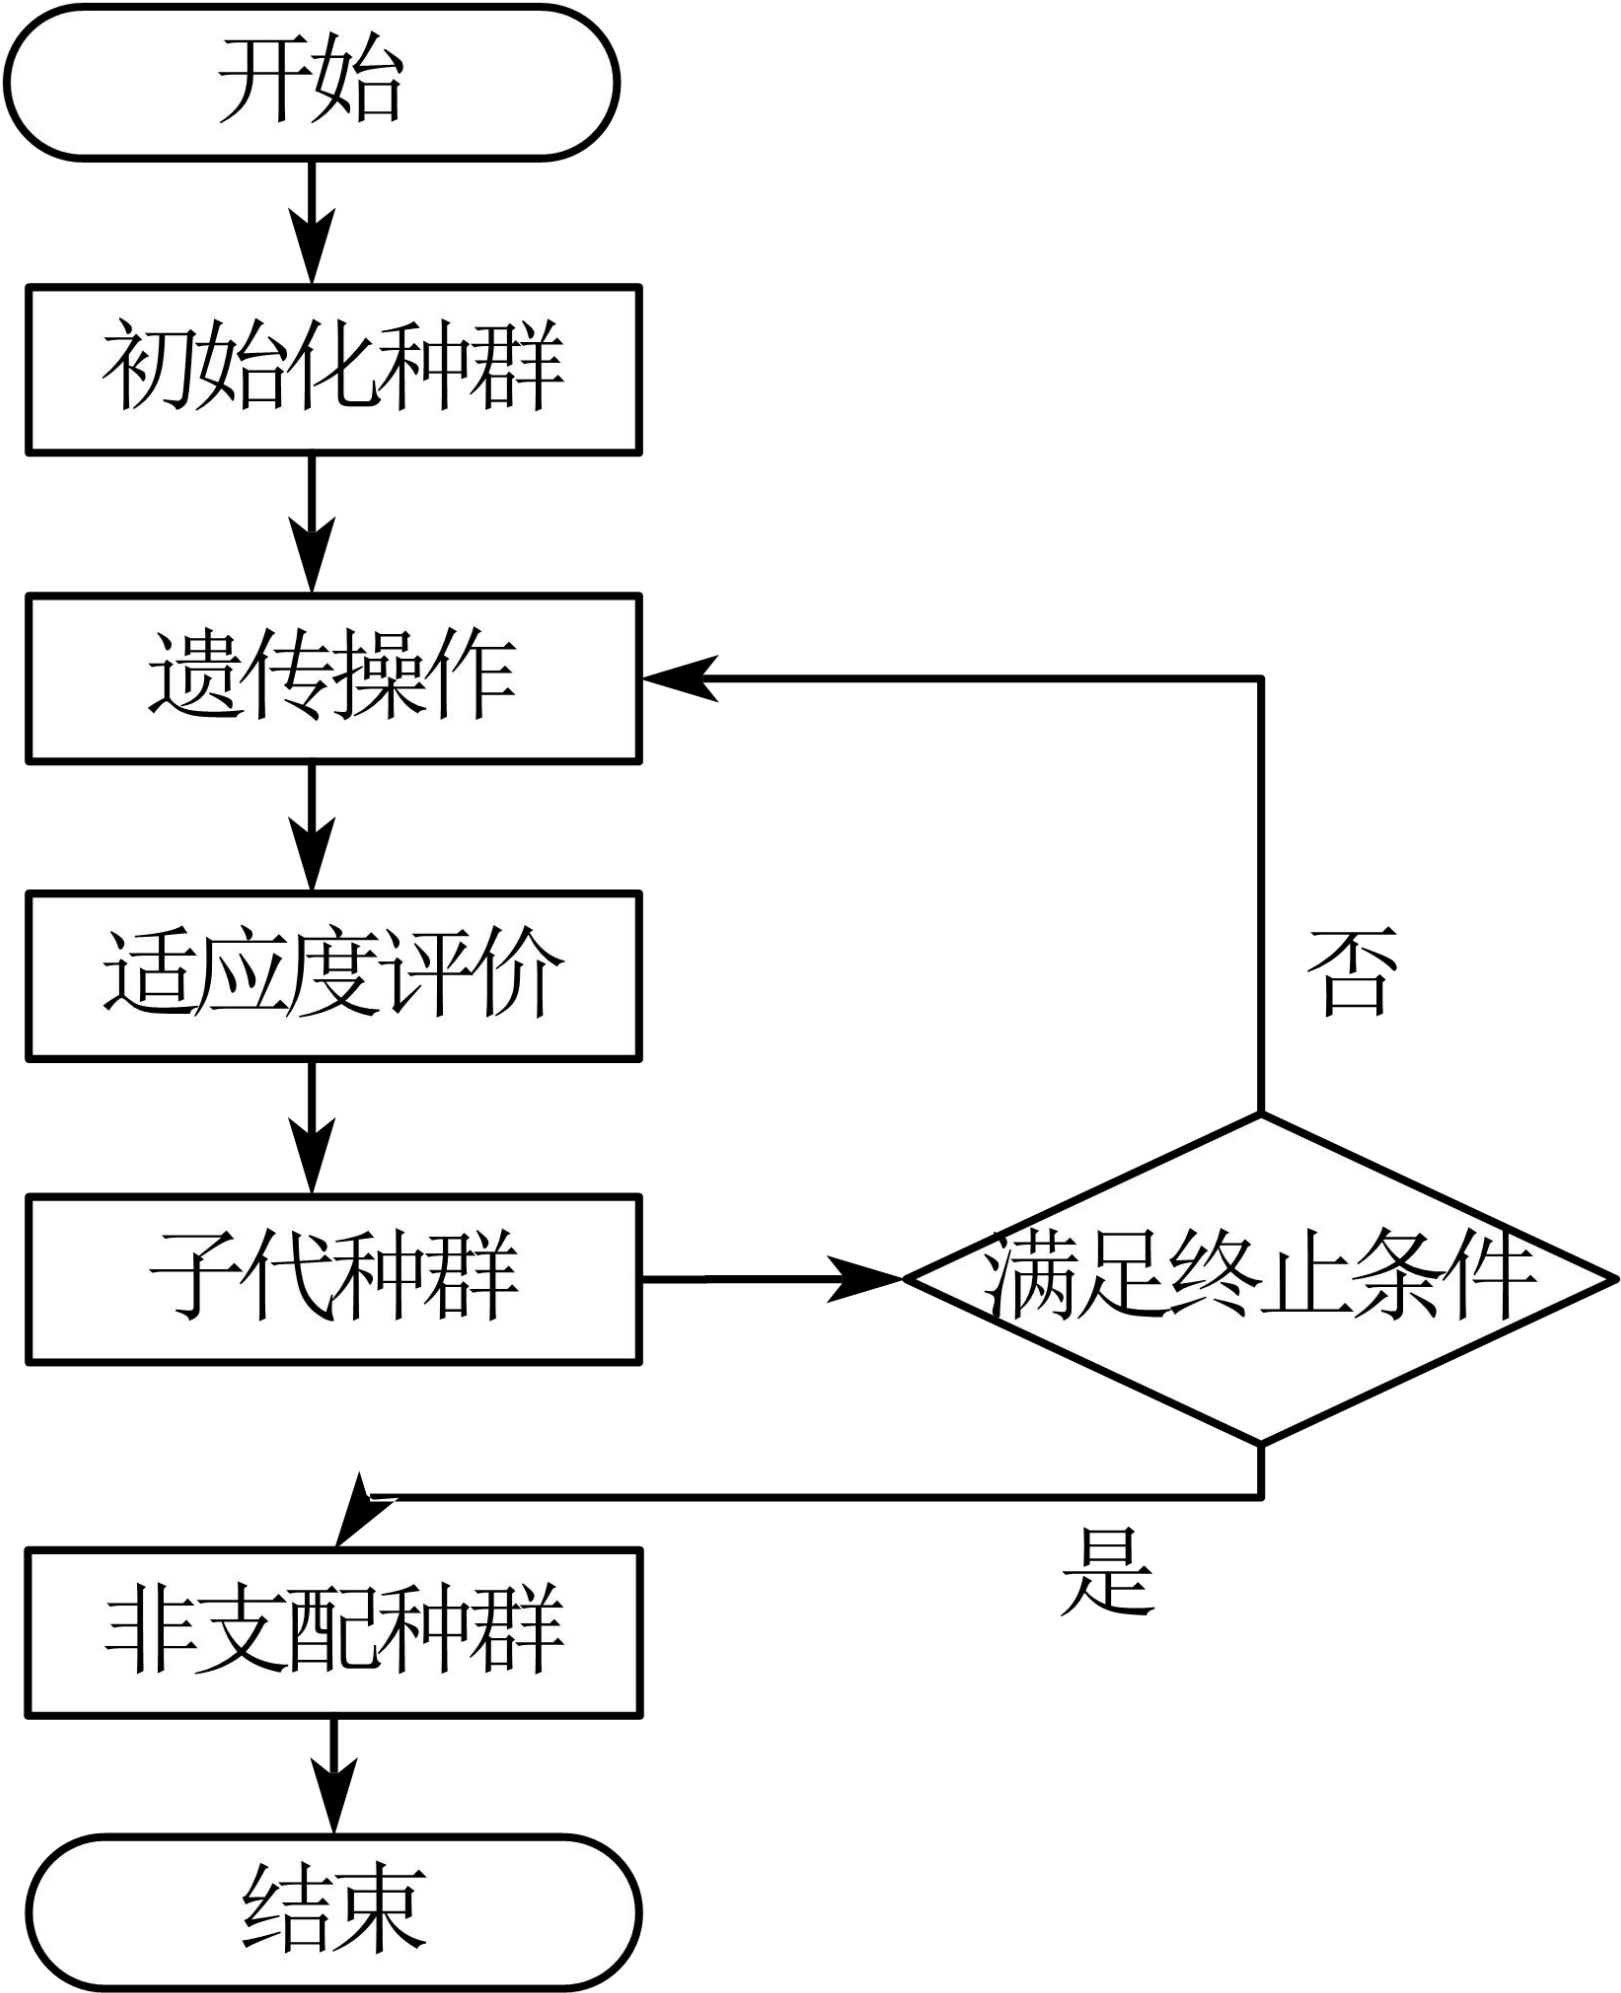 开始
初始化种群
遗传操作
适应度评价
否
子代种群
满足终止条件
是
非支配种群
结束